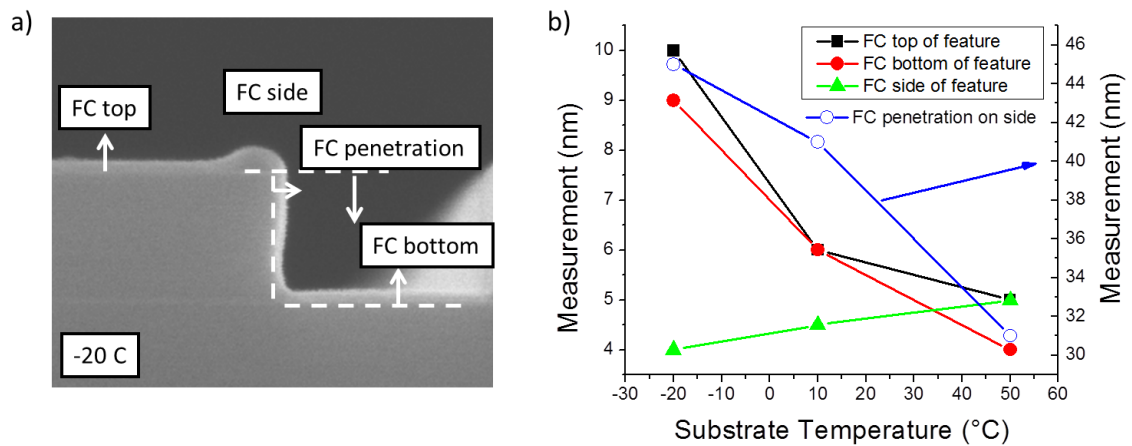 a)
FC side
FC top
FC penetration
FC bottom
-20 C
b)
FC top of feature
FC bottom of feature
FC side of feature
FC penetration on side
Measurement (nm)
10
9
8
7
6
5
4
46
44
42
40
38
36
34
32
30
Measurement (nm)
-30 -20 -10 0 10 20 30 40 50 60
Substrate Temperature (°C)